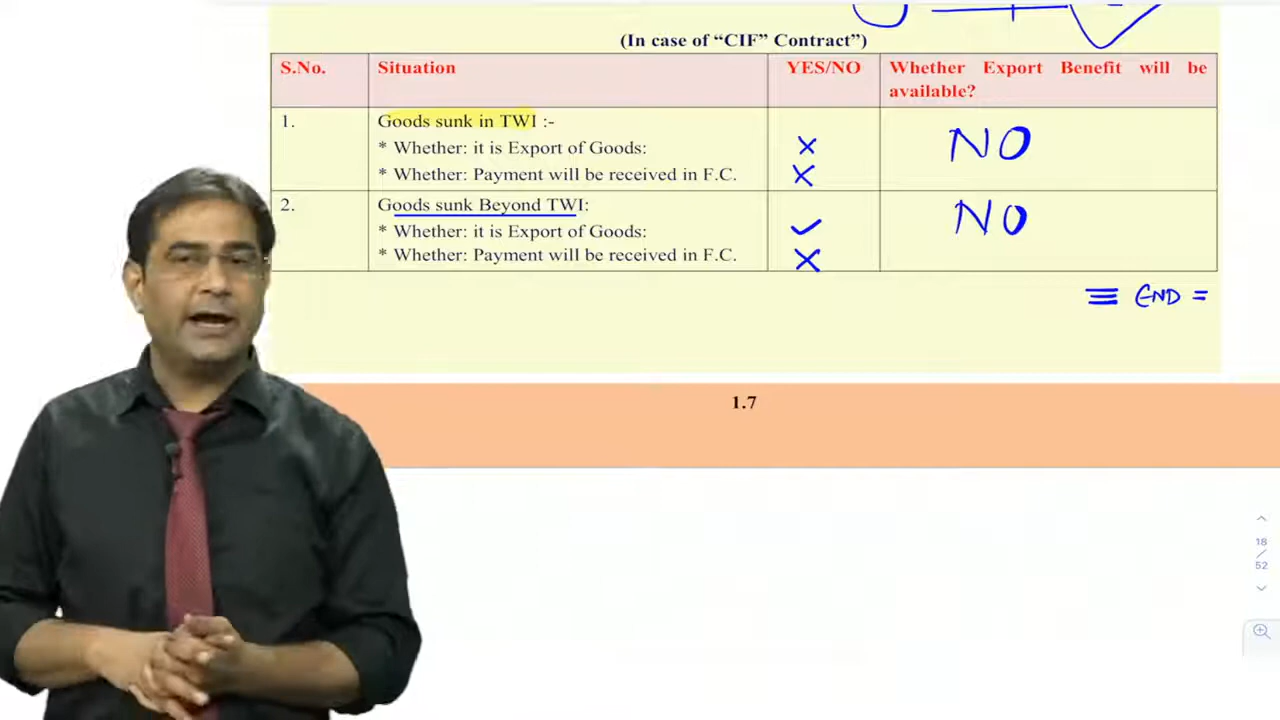 (In case of “CIF” Contract”)
S.No. Situation YES/NO Whether Export Benefit will be available?
1. Goods sunk in TWI :-
* Whether: it is Export of Goods: ×
* Whether: Payment will be received in F.C. ×
NO
2. Goods sunk Beyond TWI:
* Whether: it is Export of Goods: ✓
* Whether: Payment will be received in F.C. ×
NO
≡ END =
1.7
18
/
52